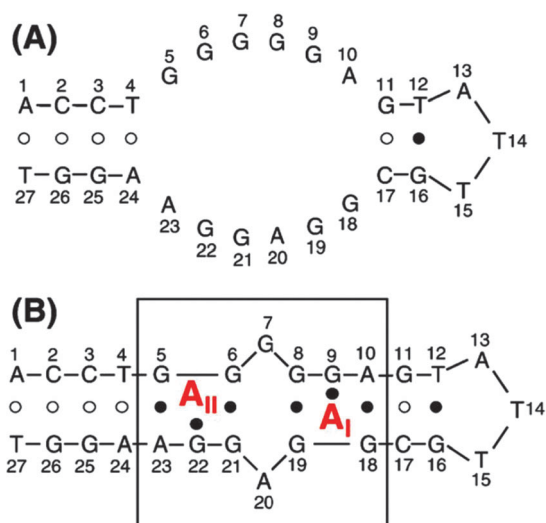 (A)
5 6 7 8 9 10
G G G G G A
1 2 3 4 11 12 13
A–C–C–T G–T A
T14
T–G–G–A C–G T
27 26 25 24 17 16 15
A G G A G G
23 22 21 20 19 18
(B)
7
G
1 2 3 4 5 6 8 9 10 11 12 13
A–C–C–T–G–G G–G–A–G–T A
AII AI T14
T–G–G–A–A–G–G G–G–C–G T
27 26 25 24 23 22 21 19 18 17 16 15
A
20